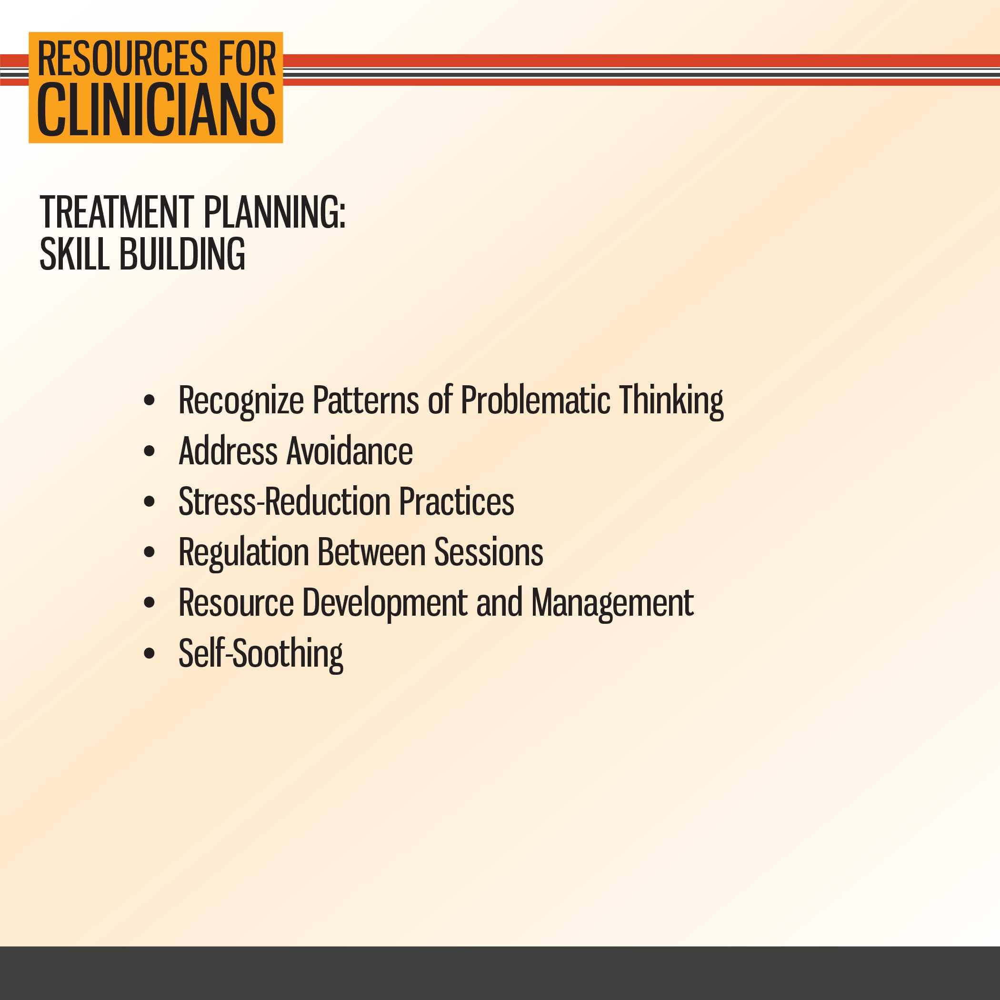 RESOURCES FOR
CLINICIANS
TREATMENT PLANNING:
SKILL BUILDING
• Recognize Patterns of Problematic Thinking
• Address Avoidance
• Stress-Reduction Practices
• Regulation Between Sessions
• Resource Development and Management
• Self-Soothing